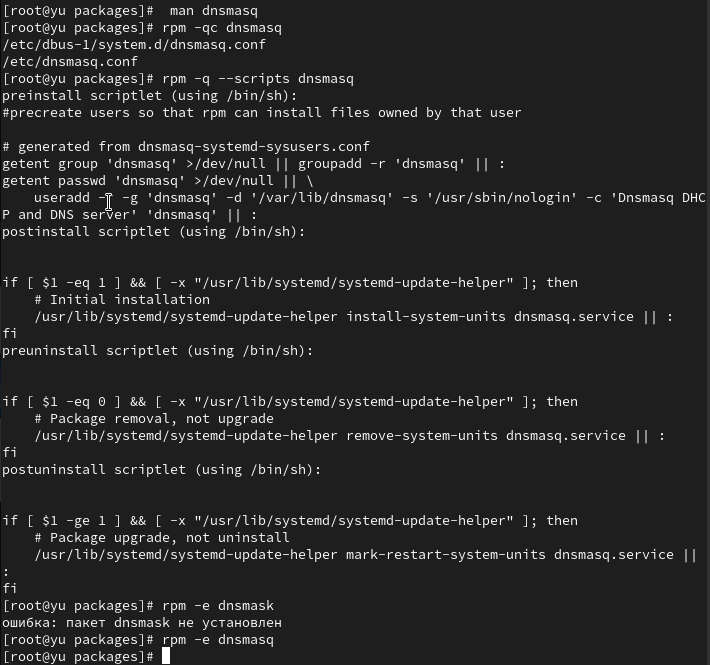 [root@yu packages]#  man dnsmasq
[root@yu packages]# rpm -qc dnsmasq
/etc/dbus-1/system.d/dnsmasq.conf
/etc/dnsmasq.conf
[root@yu packages]# rpm -q --scripts dnsmasq
preinstall scriptlet (using /bin/sh):
#precreate users so that rpm can install files owned by that user

# generated from dnsmasq-systemd-sysusers.conf
getent group 'dnsmasq' >/dev/null || groupadd -r 'dnsmasq' || :
getent passwd 'dnsmasq' >/dev/null || \
    useradd -g 'dnsmasq' -d '/var/lib/dnsmasq' -s '/usr/sbin/nologin' -c 'Dnsmasq DHC
P and DNS server' 'dnsmasq' || :
postinstall scriptlet (using /bin/sh):


if [ $1 -eq 1 ] && [ -x "/usr/lib/systemd/systemd-update-helper" ]; then
    # Initial installation
    /usr/lib/systemd/systemd-update-helper install-system-units dnsmasq.service || :
fi
preuninstall scriptlet (using /bin/sh):


if [ $1 -eq 0 ] && [ -x "/usr/lib/systemd/systemd-update-helper" ]; then
    # Package removal, not upgrade
    /usr/lib/systemd/systemd-update-helper remove-system-units dnsmasq.service || :
fi
postuninstall scriptlet (using /bin/sh):


if [ $1 -ge 1 ] && [ -x "/usr/lib/systemd/systemd-update-helper" ]; then
    # Package upgrade, not uninstall
    /usr/lib/systemd/systemd-update-helper mark-restart-system-units dnsmasq.service ||
:
fi
[root@yu packages]# rpm -e dnsmask
ошибка: пакет dnsmask не установлен
[root@yu packages]# rpm -e dnsmasq
[root@yu packages]#